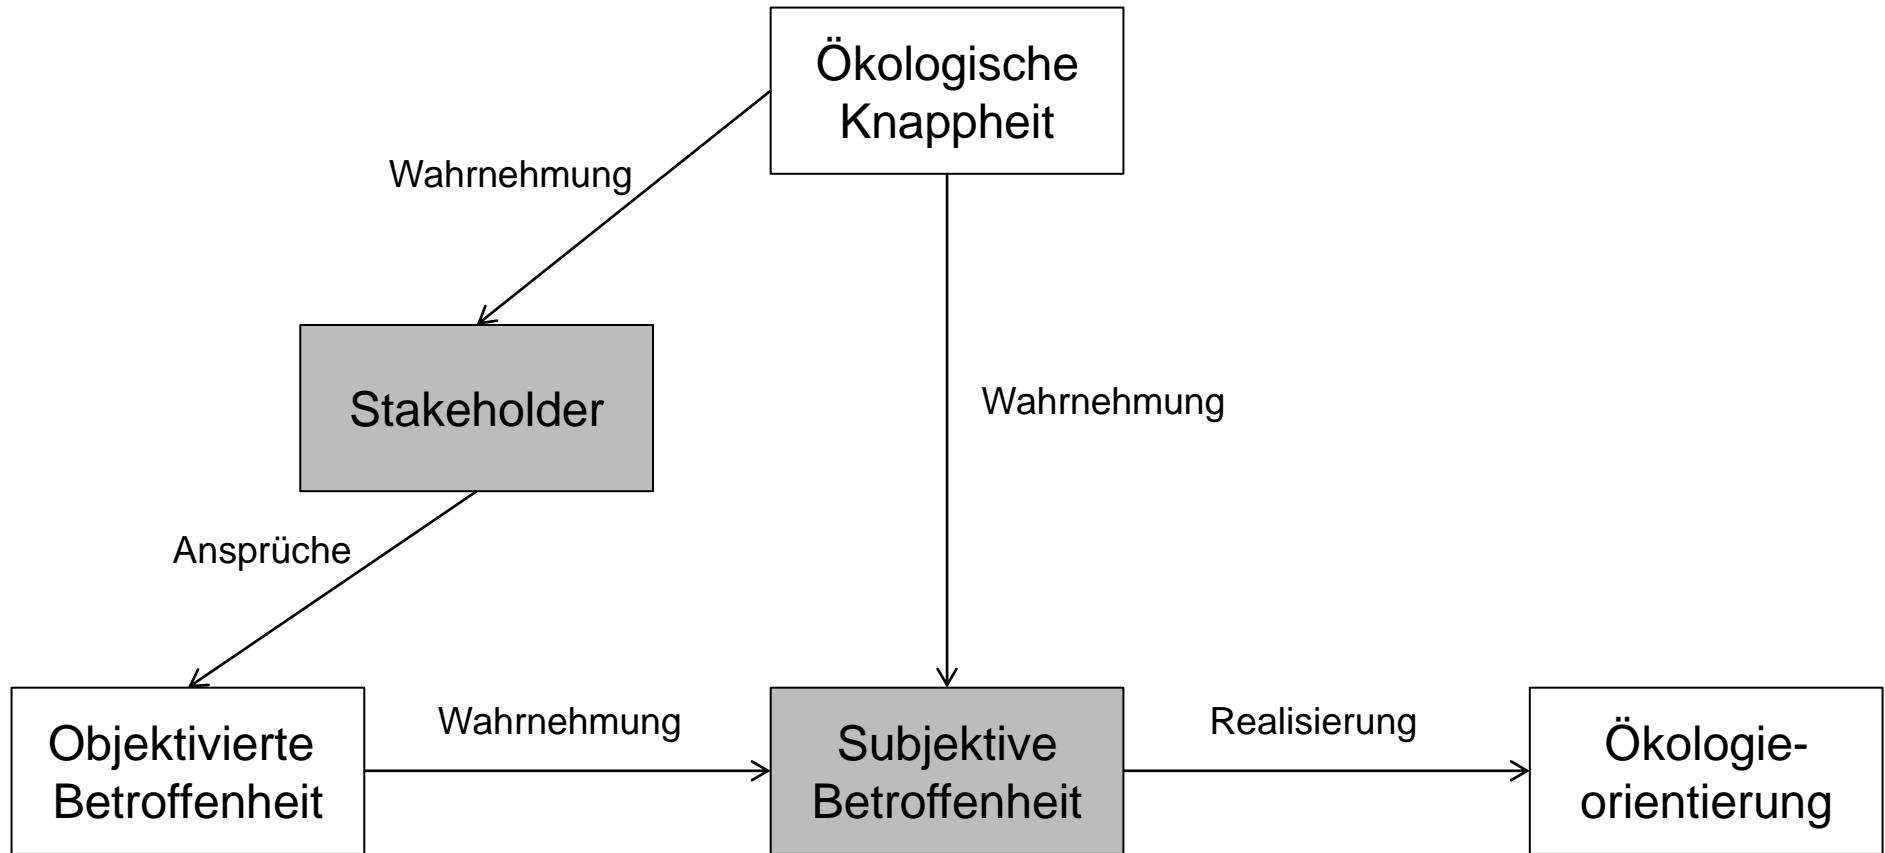 Ökologische
Knappheit
Wahrnehmung
Stakeholder
Wahrnehmung
Ansprüche
Objektivierte
Betroffenheit
Wahrnehmung
Subjektive
Betroffenheit
Realisierung
Ökologie-
orientierung